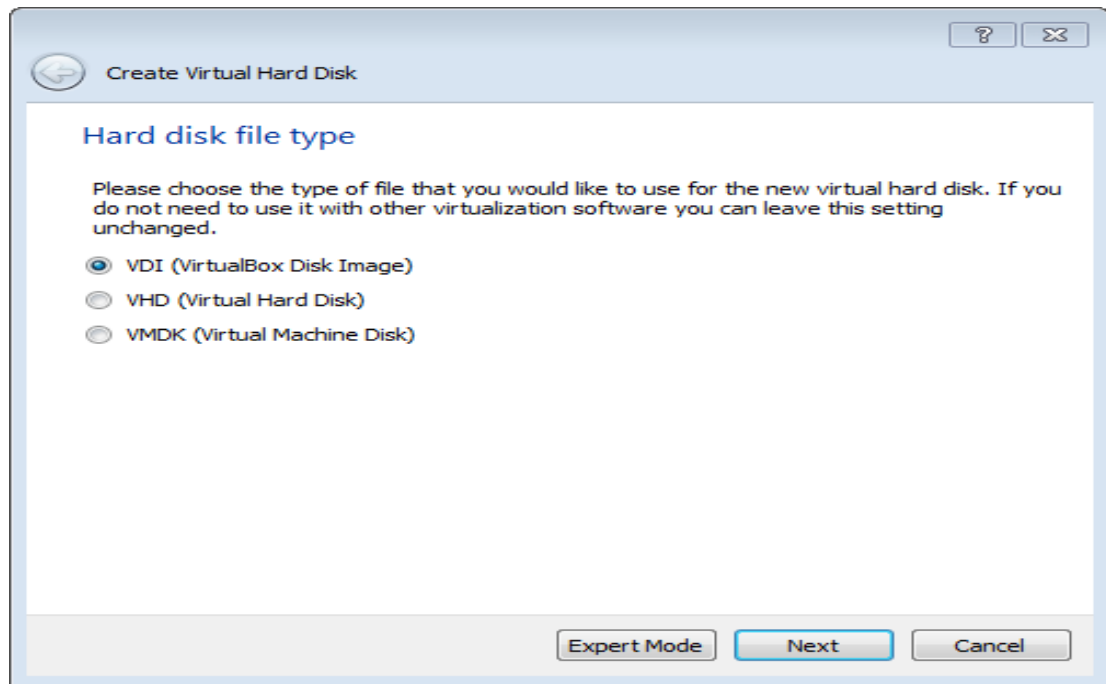 Create Virtual Hard Disk
Hard disk file type
Please choose the type of file that you would like to use for the new virtual hard disk. If you
do not need to use it with other virtualization software you can leave this setting
unchanged.
VDI (VirtualBox Disk Image)
VHD (Virtual Hard Disk)
VMDK (Virtual Machine Disk)
Expert Mode Next Cancel